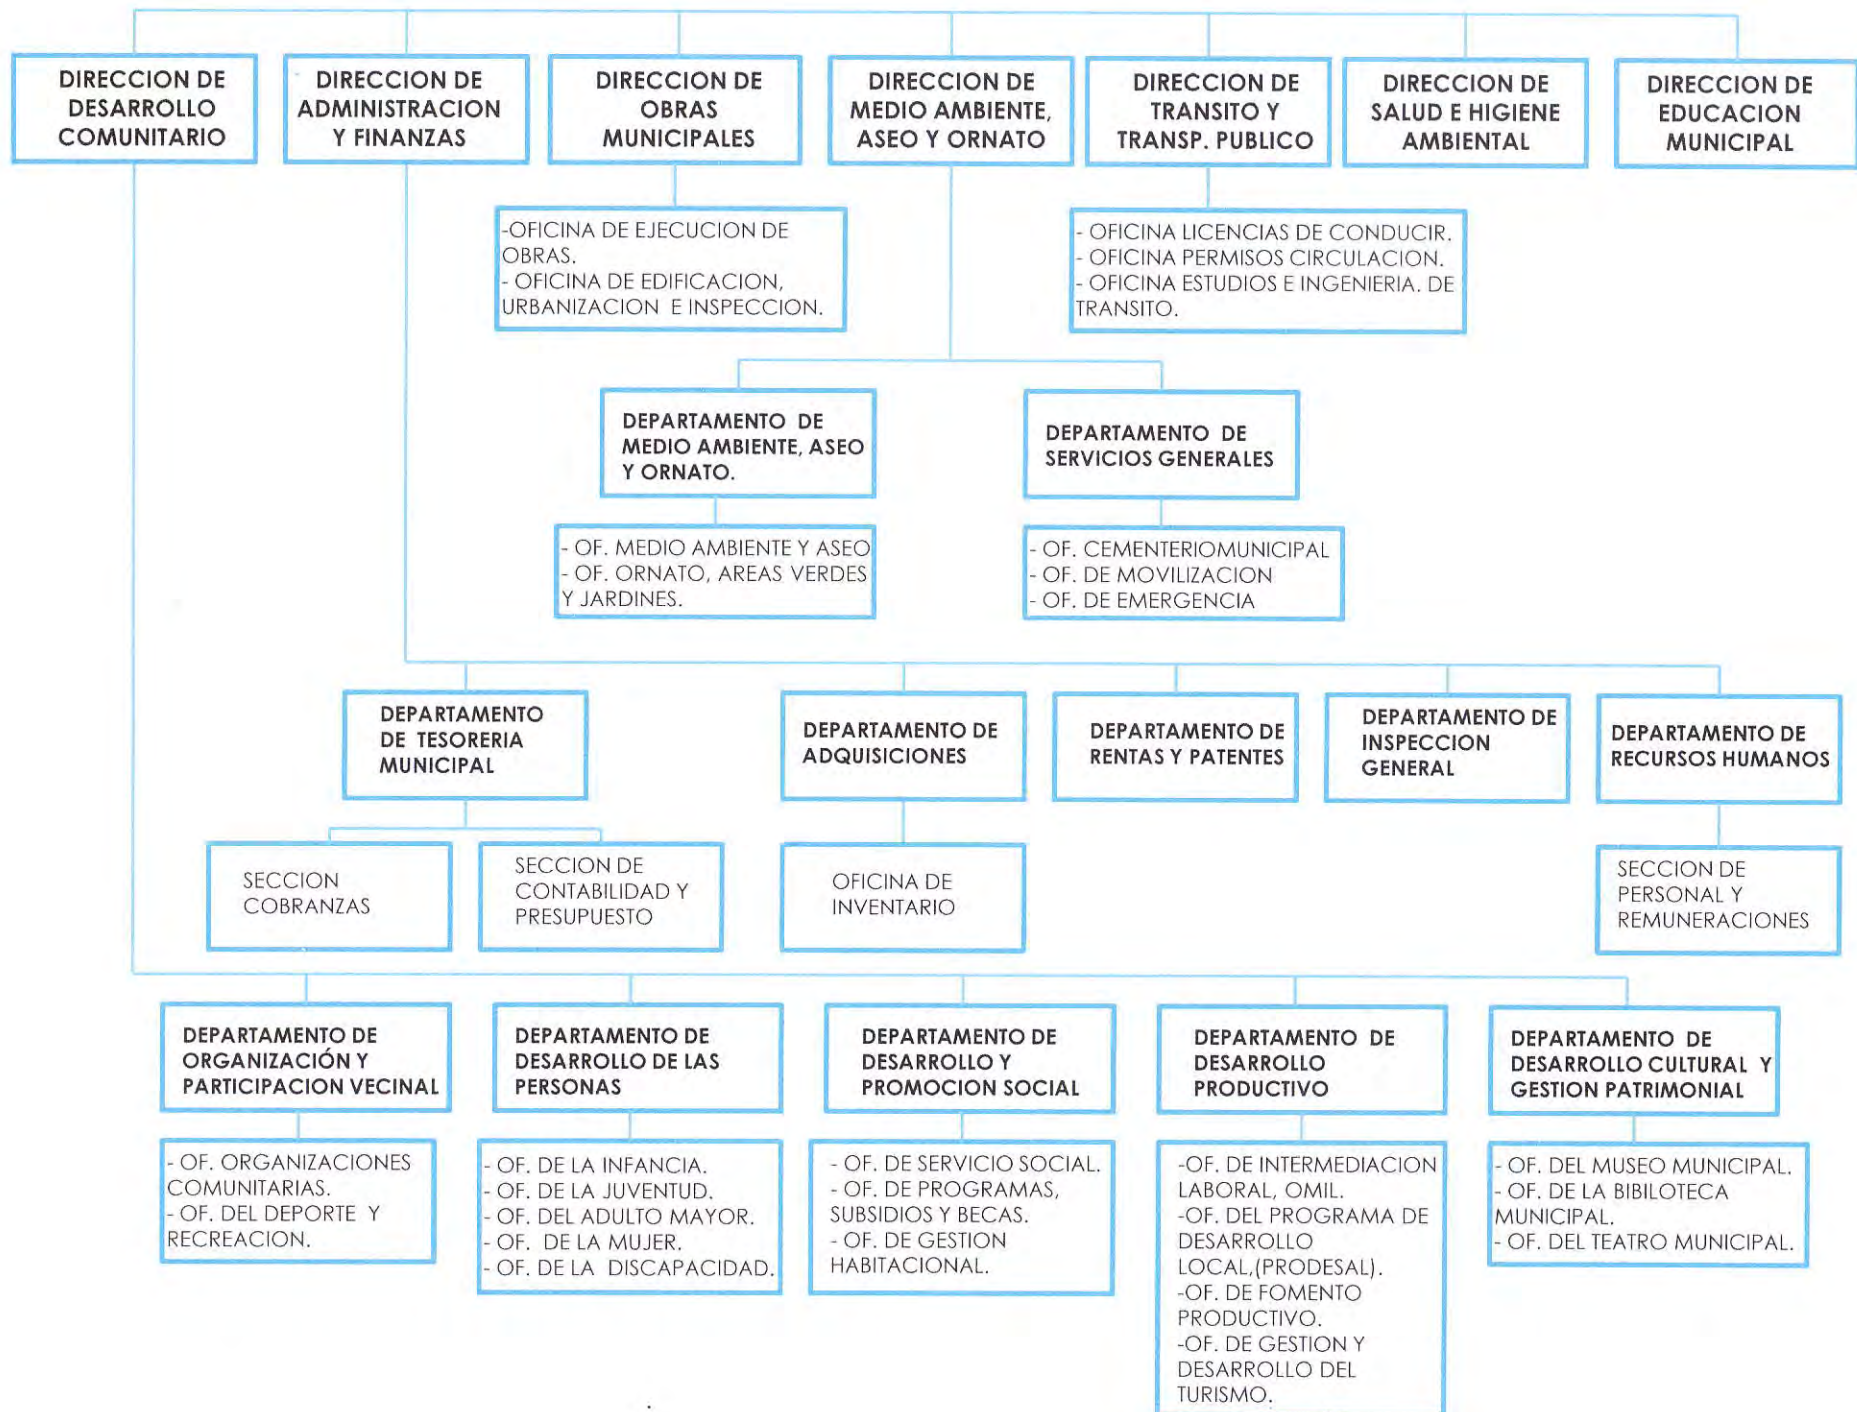 DIRECCION DE
DESARROLLO
COMUNITARIO
DIRECCION DE
ADMINISTRACION
Y FINANZAS
DIRECCION DE
OBRAS
MUNICIPALES
DIRECCION DE
MEDIO AMBIENTE,
ASEO Y ORNATO
DIRECCION DE
TRANSITO Y
TRANSP. PUBLICO
DIRECCION DE
SALUD E HIGIENE
AMBIENTAL
DIRECCION DE
EDUCACION
MUNICIPAL
-OFICINA DE EJECUCION DE
OBRAS.
- OFICINA DE EDIFICACION,
URBANIZACION E INSPECCION.
- OFICINA LICENCIAS DE CONDUCIR.
- OFICINA PERMISOS CIRCULACION.
- OFICINA ESTUDIOS E INGENIERIA. DE
TRANSITO.
DEPARTAMENTO DE
MEDIO AMBIENTE, ASEO
Y ORNATO.
DEPARTAMENTO DE
SERVICIOS GENERALES
- OF. MEDIO AMBIENTE Y ASEO
- OF. ORNATO, AREAS VERDES
Y JARDINES.
- OF. CEMENTERIOMUNICIPAL
- OF. DE MOVILIZACION
- OF. DE EMERGENCIA
DEPARTAMENTO
DE TESORERIA
MUNICIPAL
DEPARTAMENTO DE
ADQUISICIONES
DEPARTAMENTO DE
RENTAS Y PATENTES
DEPARTAMENTO DE
INSPECCION
GENERAL
DEPARTAMENTO DE
RECURSOS HUMANOS
SECCION
COBRANZAS
SECCION DE
CONTABILIDAD Y
PRESUPUESTO
OFICINA DE
INVENTARIO
SECCION DE
PERSONAL Y
REMUNERACIONES
DEPARTAMENTO DE
ORGANIZACIÓN Y
PARTICIPACION VECINAL
DEPARTAMENTO DE
DESARROLLO DE LAS
PERSONAS
DEPARTAMENTO DE
DESARROLLO Y
PROMOCION SOCIAL
DEPARTAMENTO DE
DESARROLLO
PRODUCTIVO
DEPARTAMENTO DE
DESARROLLO CULTURAL Y
GESTION PATRIMONIAL
- OF. ORGANIZACIONES
COMUNITARIAS.
- OF. DEL DEPORTE Y
RECREACION.
- OF. DE LA INFANCIA.
- OF. DE LA JUVENTUD.
- OF. DEL ADULTO MAYOR.
- OF. DE LA MUJER.
- OF. DE LA DISCAPACIDAD.
- OF. DE SERVICIO SOCIAL.
- OF. DE PROGRAMAS,
SUBSIDIOS Y BECAS.
- OF. DE GESTION
HABITACIONAL.
-OF. DE INTERMEDIACION
LABORAL, OMIL.
-OF. DEL PROGRAMA DE
DESARROLLO
LOCAL,(PRODESAL).
-OF. DE FOMENTO
PRODUCTIVO.
-OF. DE GESTION Y
DESARROLLO DEL
TURISMO.
- OF. DEL MUSEO MUNICIPAL.
- OF. DE LA BIBILOTECA
MUNICIPAL.
- OF. DEL TEATRO MUNICIPAL.